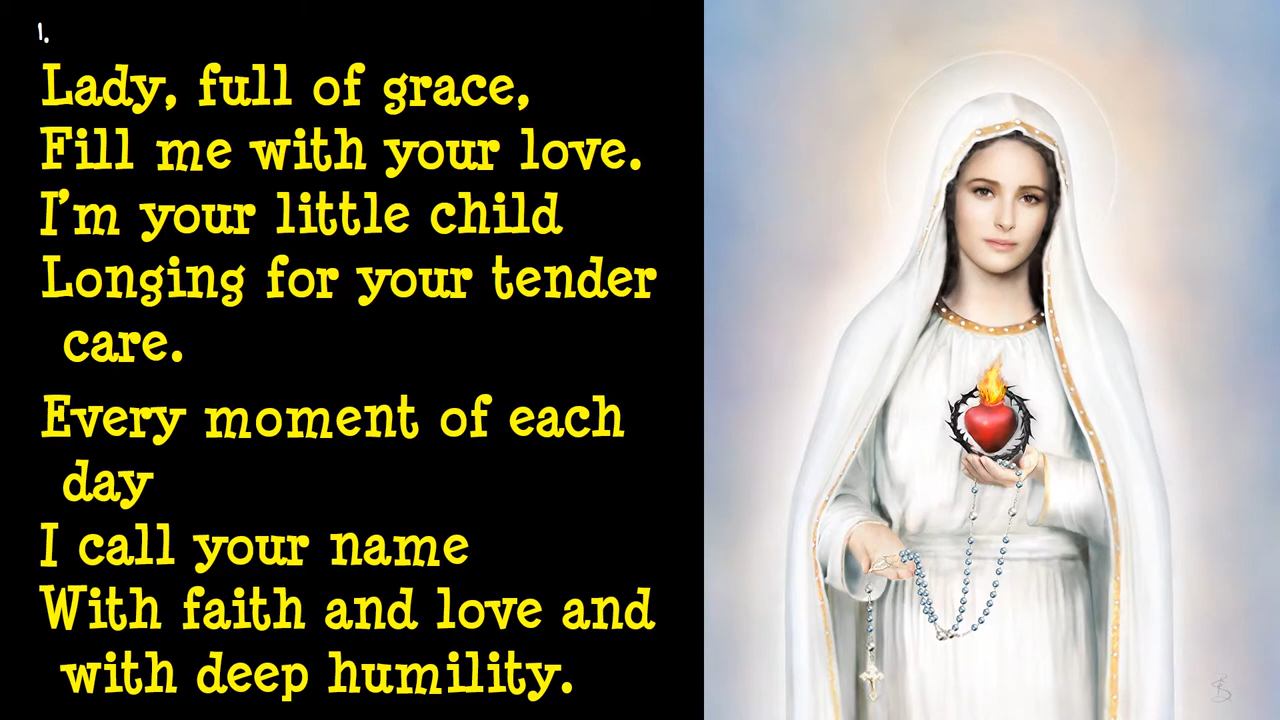 1.
Lady, full of grace,
Fill me with your love.
I'm your little child
Longing for your tender
care.
Every moment of each
day
I call your name
With faith and love and
with deep humility.